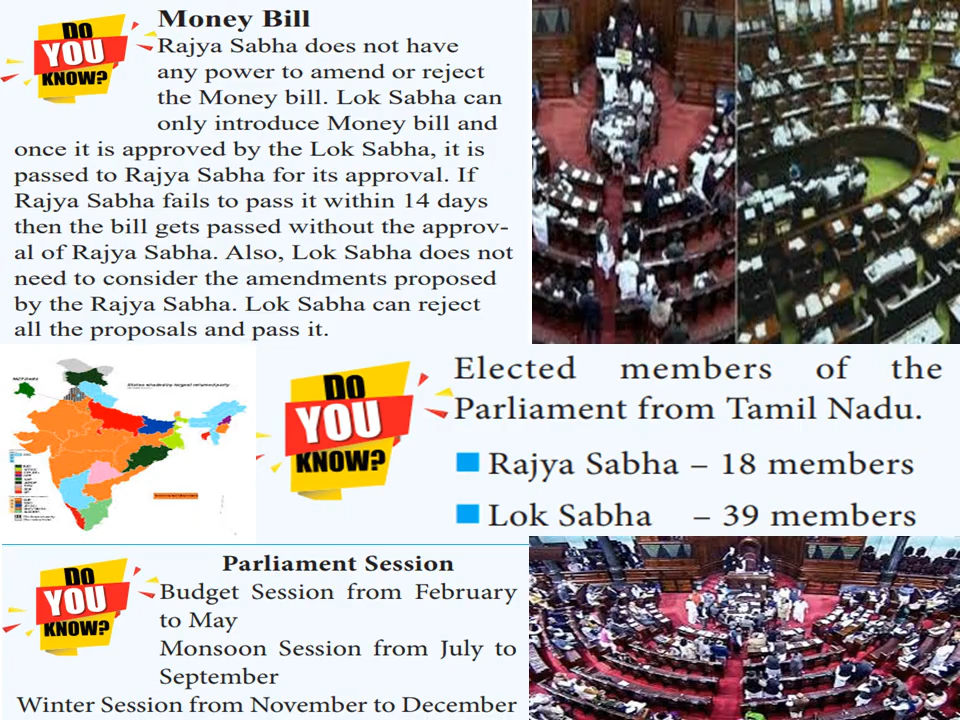 DO
YOU
KNOW?
Money Bill
Rajya Sabha does not have
any power to amend or reject
the Money bill. Lok Sabha can
only introduce Money bill and
once it is approved by the Lok Sabha, it is
passed to Rajya Sabha for its approval. If
Rajya Sabha fails to pass it within 14 days
then the bill gets passed without the approv-
al of Rajya Sabha. Also, Lok Sabha does not
need to consider the amendments proposed
by the Rajya Sabha. Lok Sabha can reject
all the proposals and pass it.
DO
YOU
KNOW?
Elected members of the
Parliament from Tamil Nadu.
Rajya Sabha – 18 members
Lok Sabha – 39 members
DO
YOU
KNOW?
Parliament Session
Budget Session from February
to May
Monsoon Session from July to
September
Winter Session from November to December